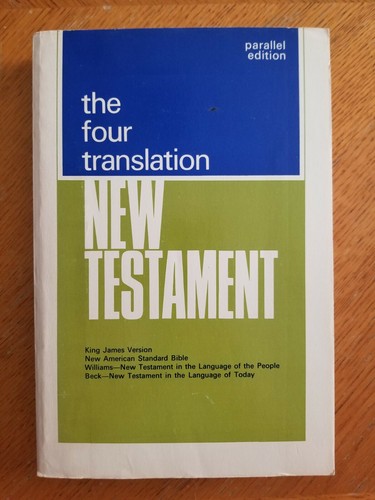 parallel
edition
the
four
translation
NEW
TESTAMENT
King James Version
New American Standard Bible
Williams—New Testament in the Language of the People
Beck—New Testament in the Language of Today